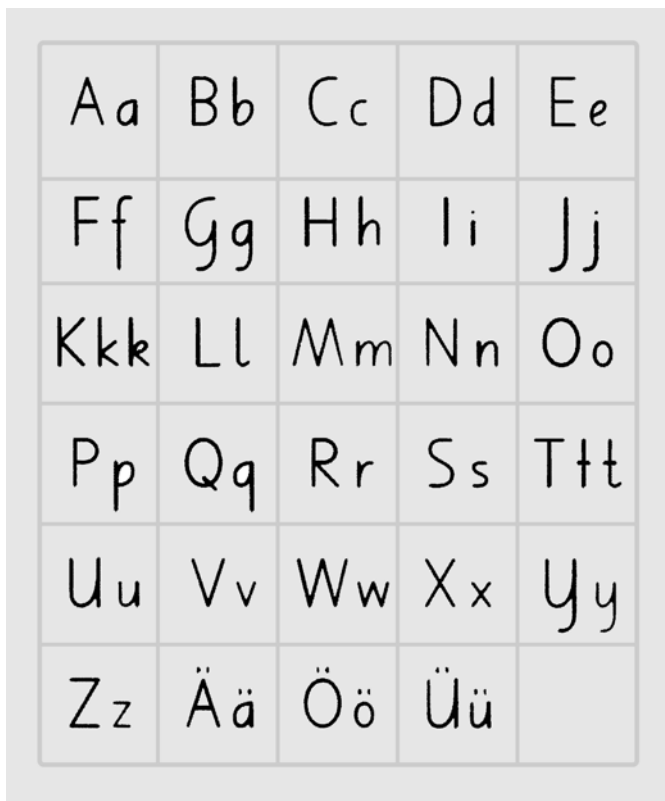 Aa Bb Cc Dd Ee
Ff Gg Hh Ii Jj
Kkk Ll Mm Nn Oo
Pp Qq Rr Ss Ttt
Uu Vv Ww Xx Yy
Zz Ää Öö Üü